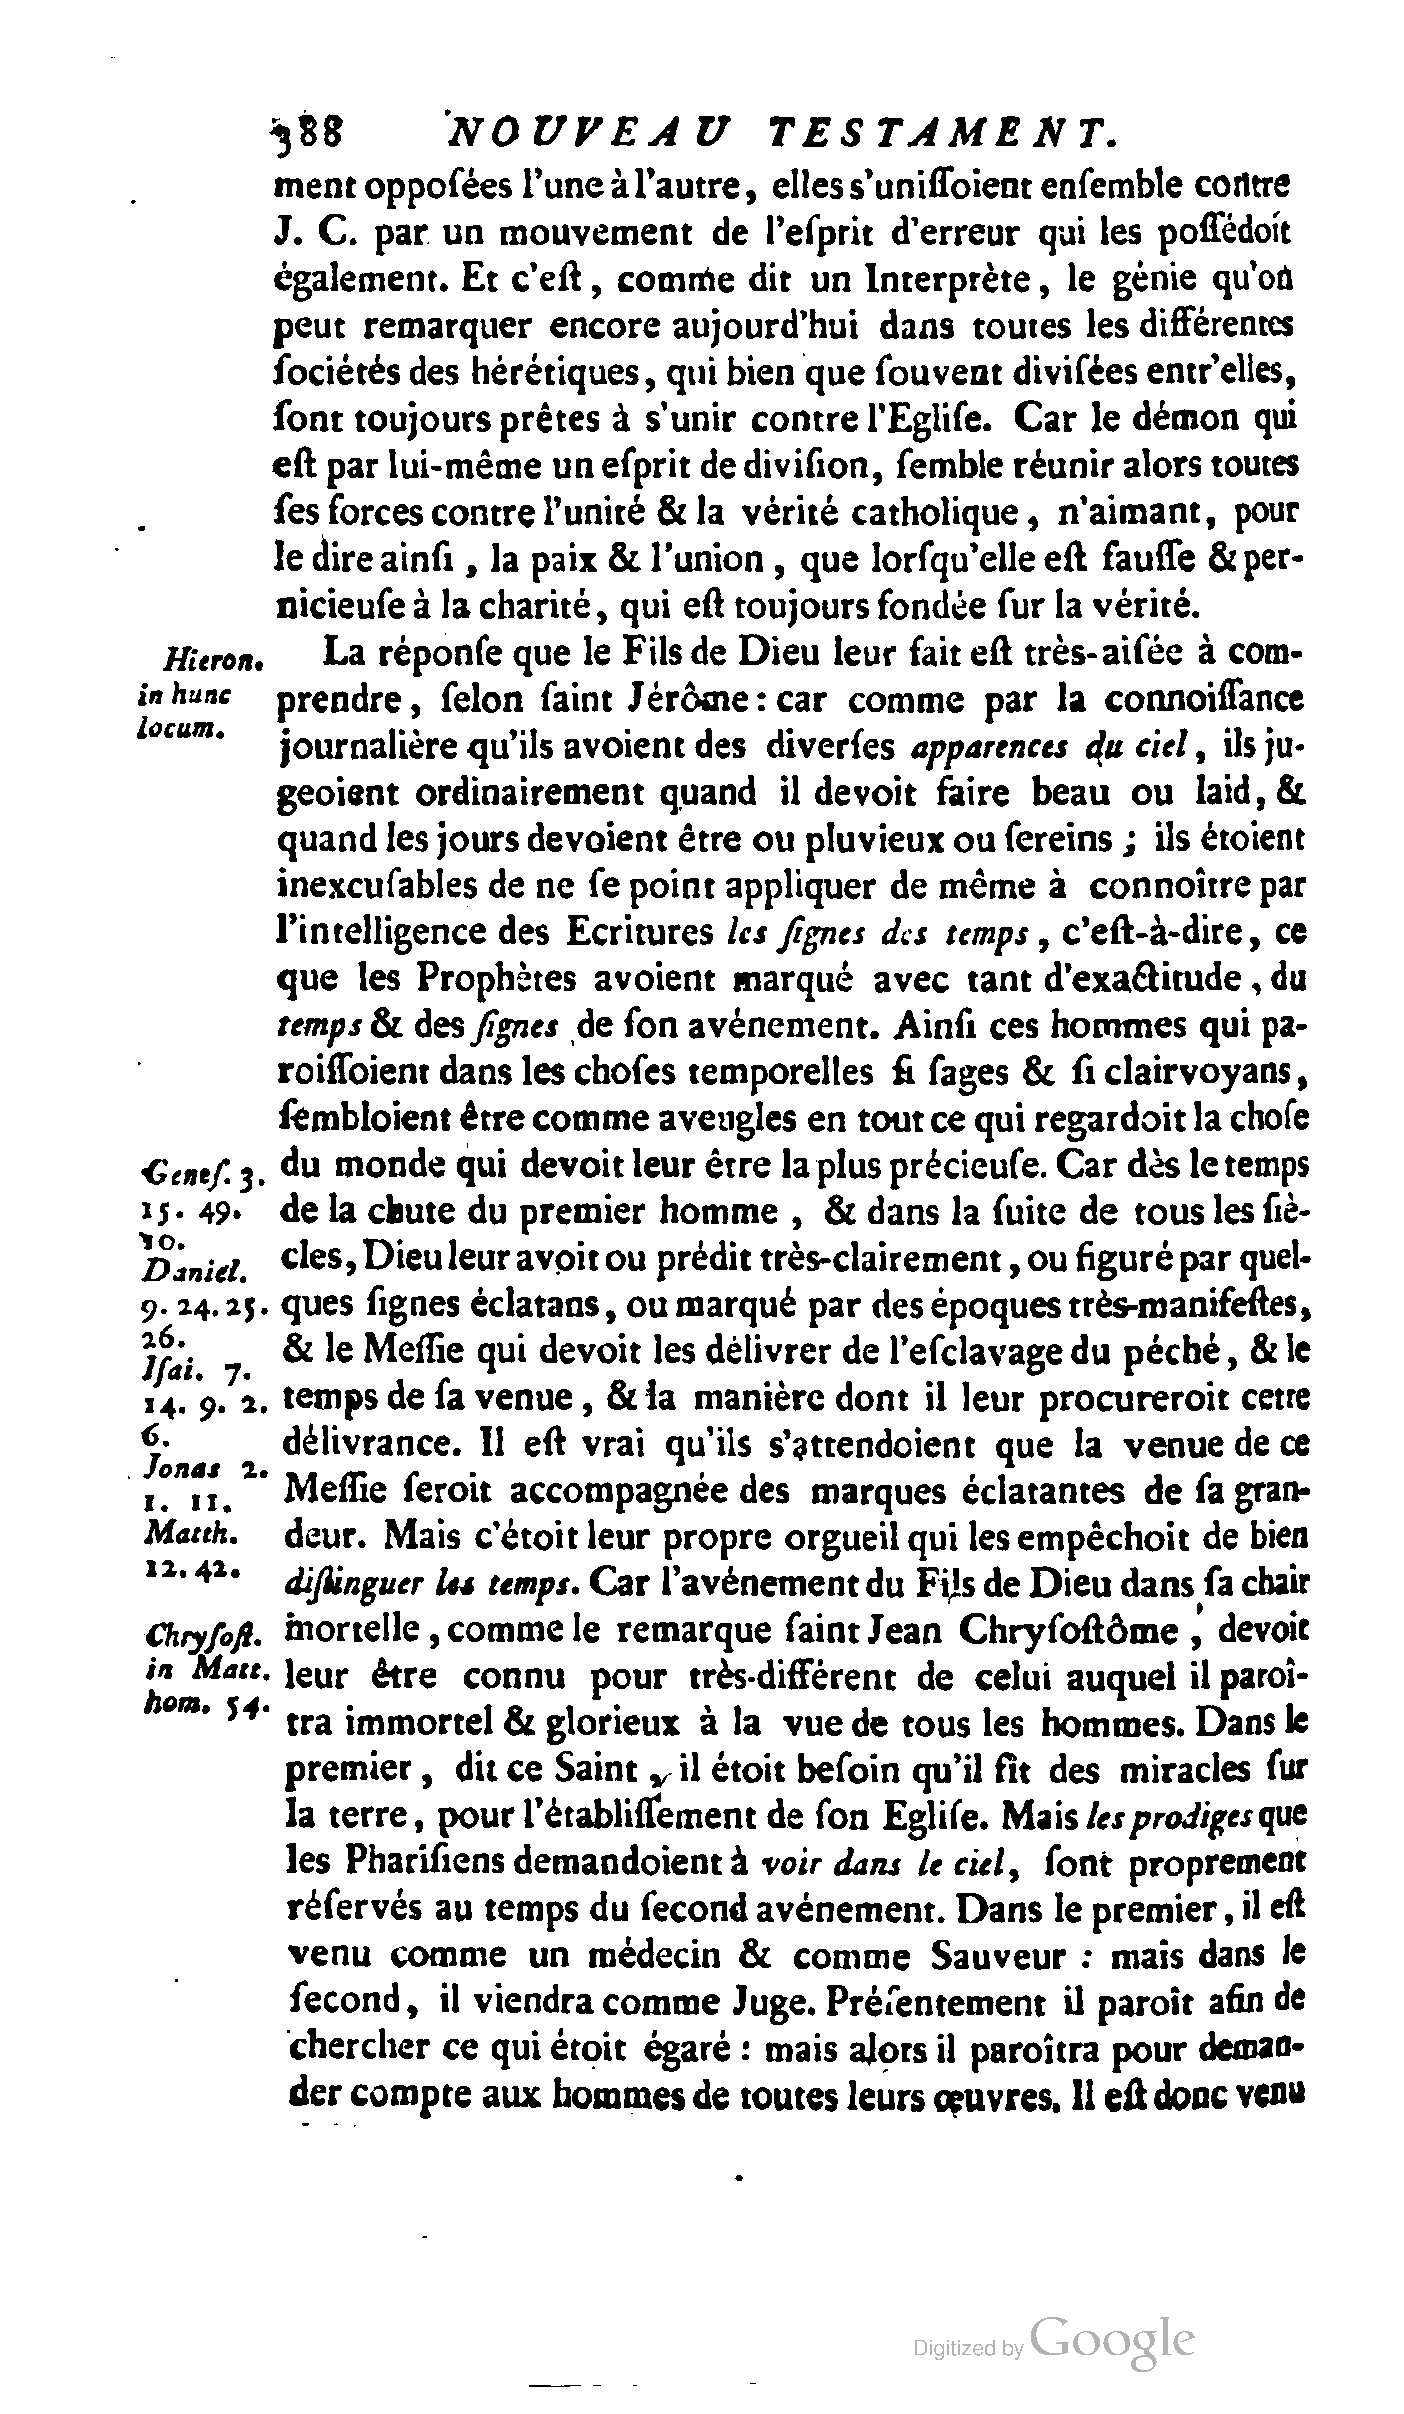 388 NOUVEAU TESTAMENT.
ment oppoſées l'une à l'autre, elles s'uniſſoient enſemble contre
J. C. par un mouvement de l'eſprit d'erreur qui les poſſédoit
également. Et c'eſt, comme dit un Interprète, le génie qu'on
peut remarquer encore aujourd'hui dans toutes les différentes
ſociétés des hérétiques, qui bien que ſouvent diviſées entr'elles,
ſont toujours prêtes à s'unir contre l'Egliſe. Car le démon qui
eſt par lui-même un eſprit de diviſion, ſemble réunir alors toutes
ſes forces contre l'unité & la vérité catholique, n'aimant, pour
le dire ainſi, la paix & l'union, que lorſqu'elle eſt fauſſe & per-
nicieuſe à la charité, qui eſt toujours fondée ſur la vérité.
Hieron.
in hunc
locum.
La réponſe que le Fils de Dieu leur fait eſt très-aiſée à com-
prendre, ſelon ſaint Jérôme: car comme par la connoiſſance
journalière qu'ils avoient des diverſes apparences du ciel, ils ju-
geoient ordinairement quand il devoit faire beau ou laid, &
quand les jours devoient être ou pluvieux ou ſereins; ils étoient
inexcuſables de ne ſe point appliquer de même à connoître par
l'intelligence des Ecritures les ſignes des temps, c'eſt-à-dire, ce
que les Prophètes avoient marqué avec tant d'exactitude, du
temps & des ſignes de ſon avénement. Ainſi ces hommes qui pa-
roiſſoient dans les choſes temporelles ſi ſages & ſi clairvoyans,
ſembloient être comme aveugles en tout ce qui regardoit la choſe
du monde qui devoit leur être la plus précieuſe. Car dès le temps
de la chute du premier homme, & dans la ſuite de tous les ſiè-
cles, Dieu leur avoit ou prédit très-clairement, ou figuré par quel-
ques ſignes éclatans, ou marqué par des époques très-manifeſtes,
& le Meſſie qui devoit les délivrer de l'eſclavage du péché, & le
temps de ſa venue, & la manière dont il leur procureroit cette
délivrance. Il eſt vrai qu'ils s'attendoient que la venue de ce
Meſſie ſeroit accompagnée des marques éclatantes de ſa gran-
deur. Mais c'étoit leur propre orgueil qui les empêchoit de bien
diſtinguer les temps. Car l'avénement du Fils de Dieu dans ſa chair
mortelle, comme le remarque ſaint Jean Chryſoſtôme, devoit
leur être connu pour très-différent de celui auquel il paroî-
tra immortel & glorieux à la vue de tous les hommes. Dans le
premier, dit ce Saint, il étoit beſoin qu'il fît des miracles ſur
la terre, pour l'établiſſement de ſon Egliſe. Mais les prodiges que
les Phariſiens demandoient à voir dans le ciel, ſont proprement
réſervés au temps du ſecond avénement. Dans le premier, il eſt
venu comme un médecin & comme Sauveur : mais dans le
ſecond, il viendra comme Juge. Préſentement il paroît afin de
chercher ce qui étoit égaré : mais alors il paroîtra pour deman-
der compte aux hommes de toutes leurs œuvres. Il eſt donc venu
Geneſ. 3.
15. 49.
10.
Daniel.
9. 24. 25.
26.
Iſai. 7.
14. 9. 2.
6.
Jonas 2.
1. 11.
Matth.
12. 42.
Chryſoſt.
in Matt.
hom. 54.
Digitized by Google